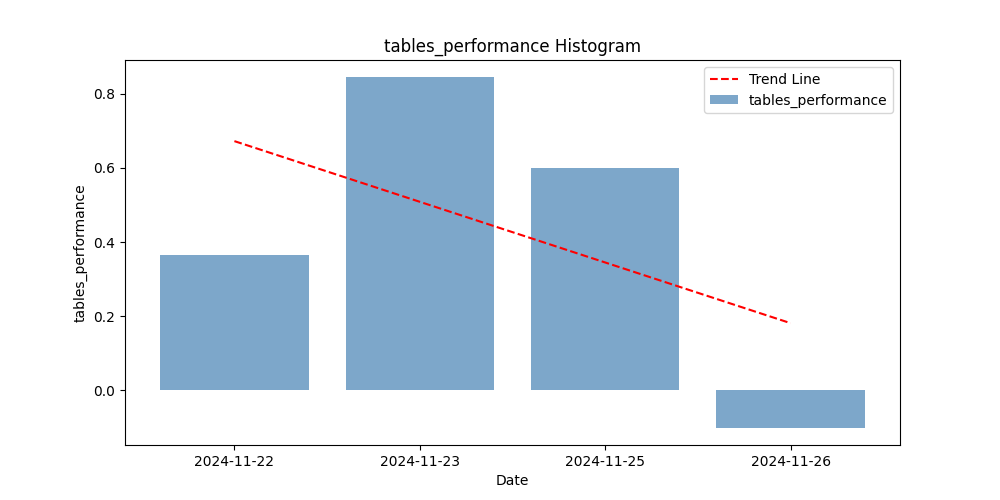 tables_performance Histogram
Trend Line
tables_performance
0.8
0.6
0.4
0.2
0.0
tables_performance
2024-11-22
2024-11-23
2024-11-25
2024-11-26
Date